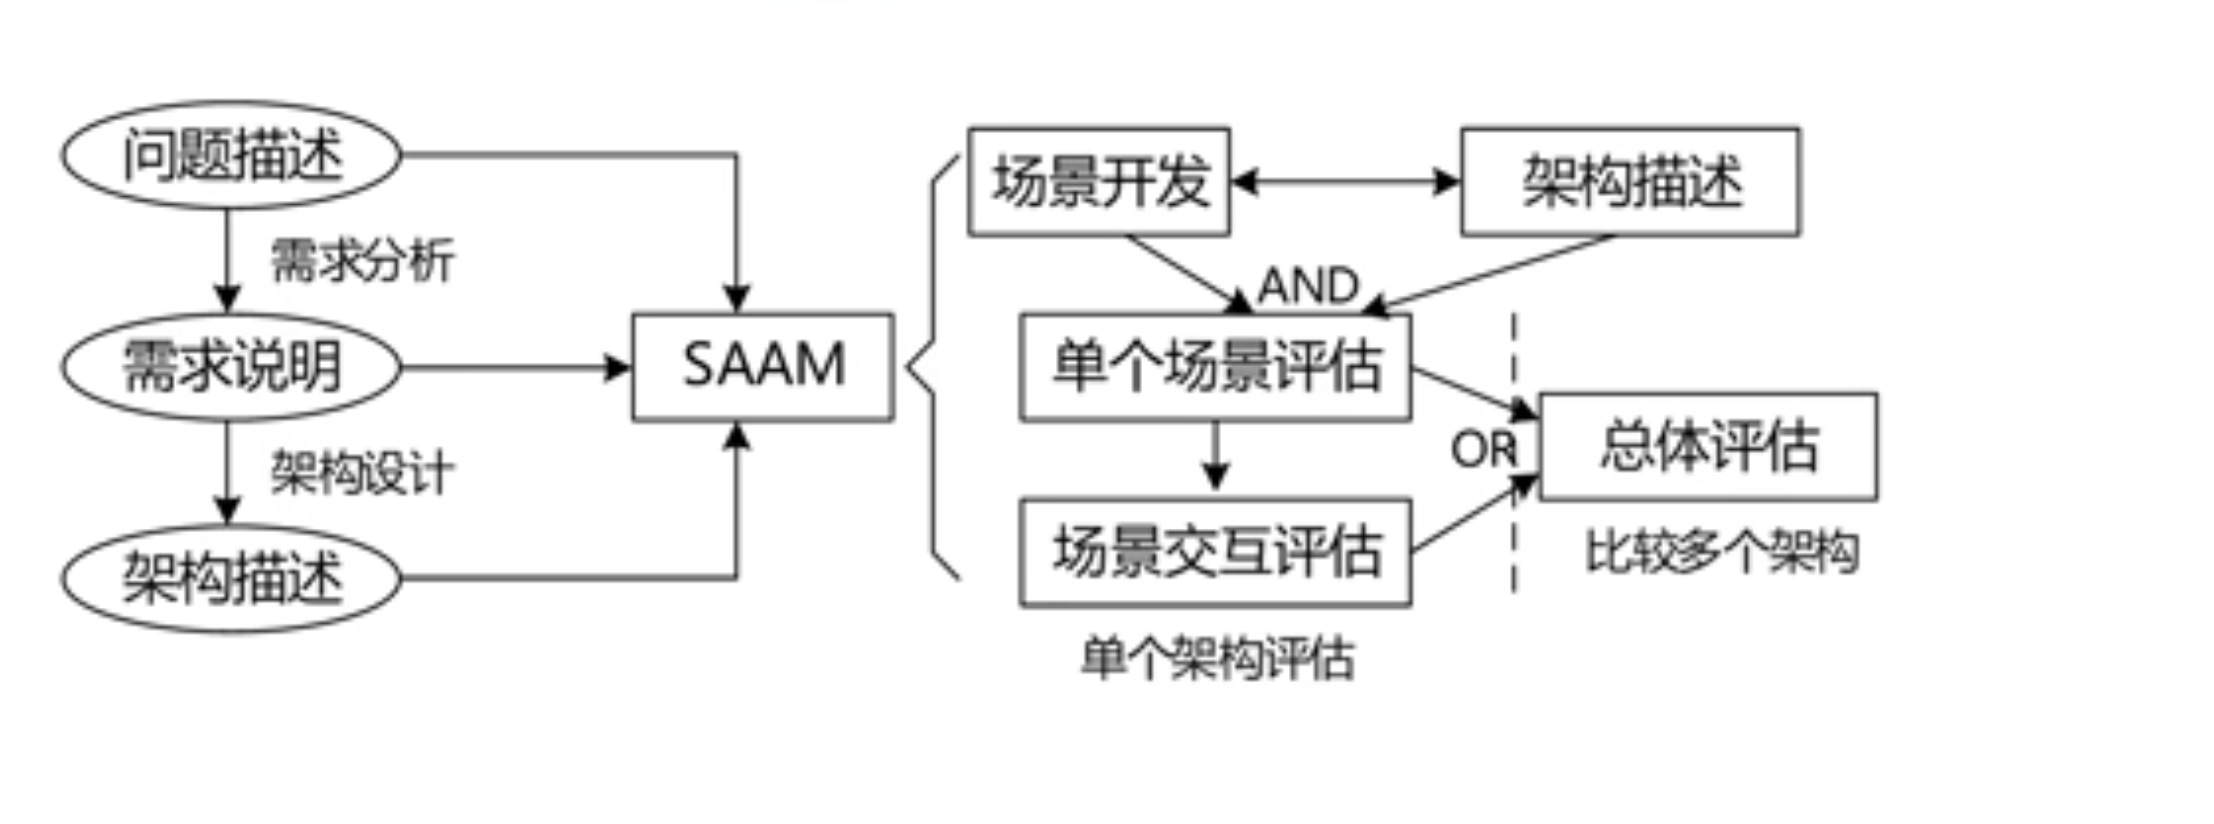 问题描述
需求分析
需求说明
架构设计
架构描述
SAAM
场景开发
架构描述
AND
单个场景评估
OR
总体评估
场景交互评估
比较多个架构
单个架构评估